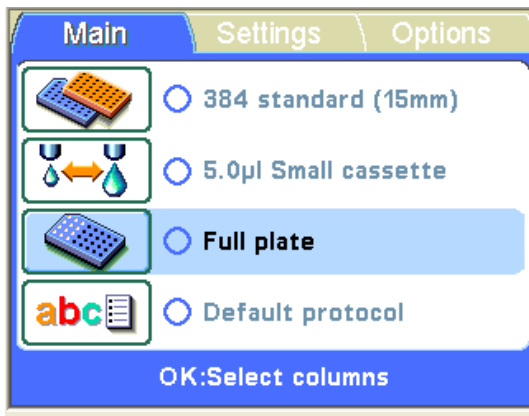 Main Settings Options
384 standard (15mm)
5.0µl Small cassette
Full plate
abc Default protocol
OK:Select columns